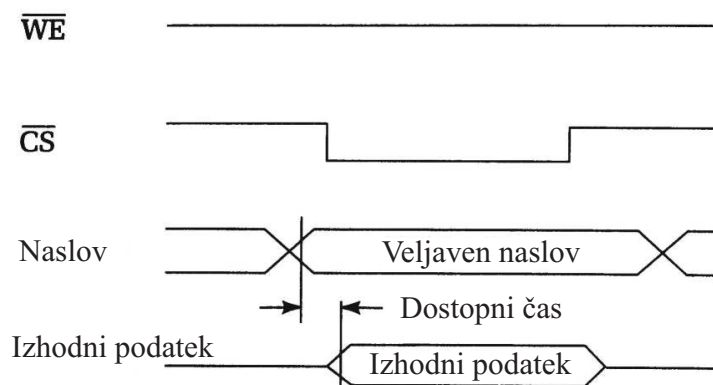 WE
CS
Naslov
Veljaven naslov
Dostopni čas
Izhodni podatek
Izhodni podatek